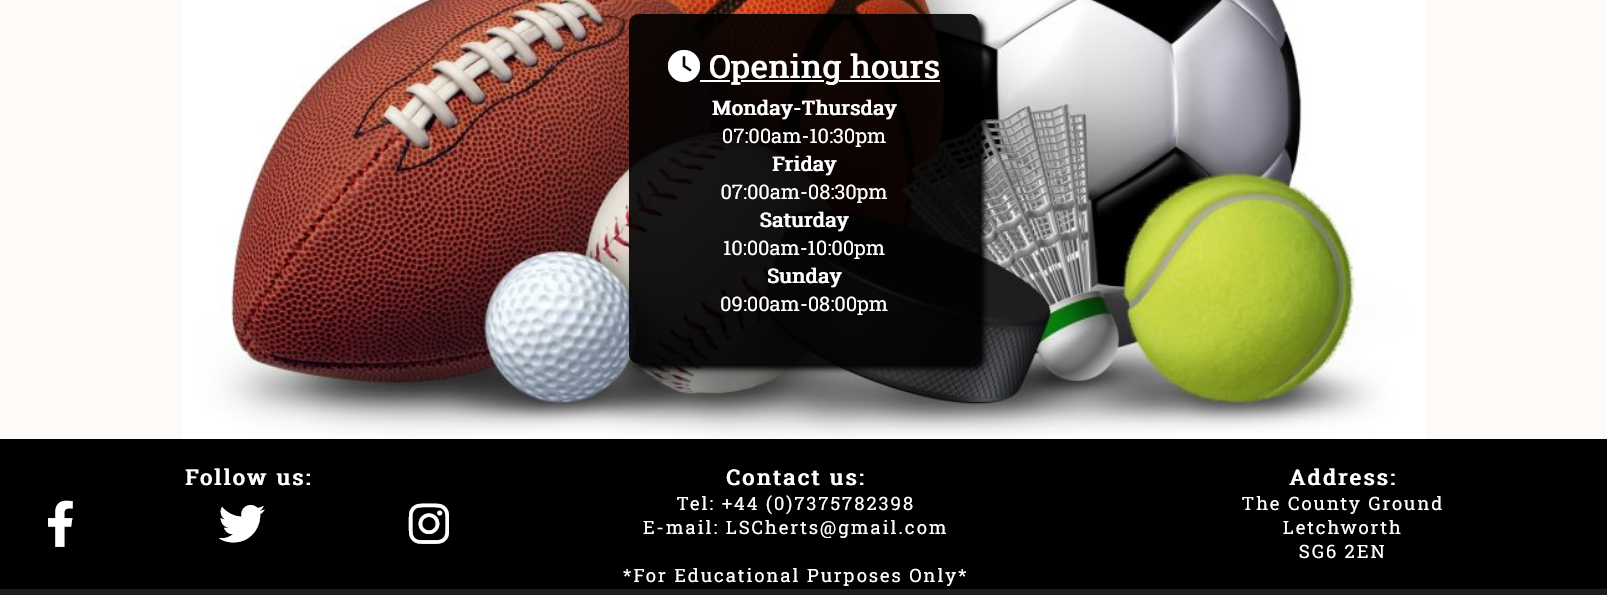 Opening hours
Monday-Thursday
07:00am-10:30pm
Friday
07:00am-08:30pm
Saturday
10:00am-10:00pm
Sunday
09:00am-08:00pm
Follow us:
Contact us:
Tel: +44 (0)7375782398
E-mail: LSCherts@gmail.com
*For Educational Purposes Only*
Address:
The County Ground
Letchworth
SG6 2EN